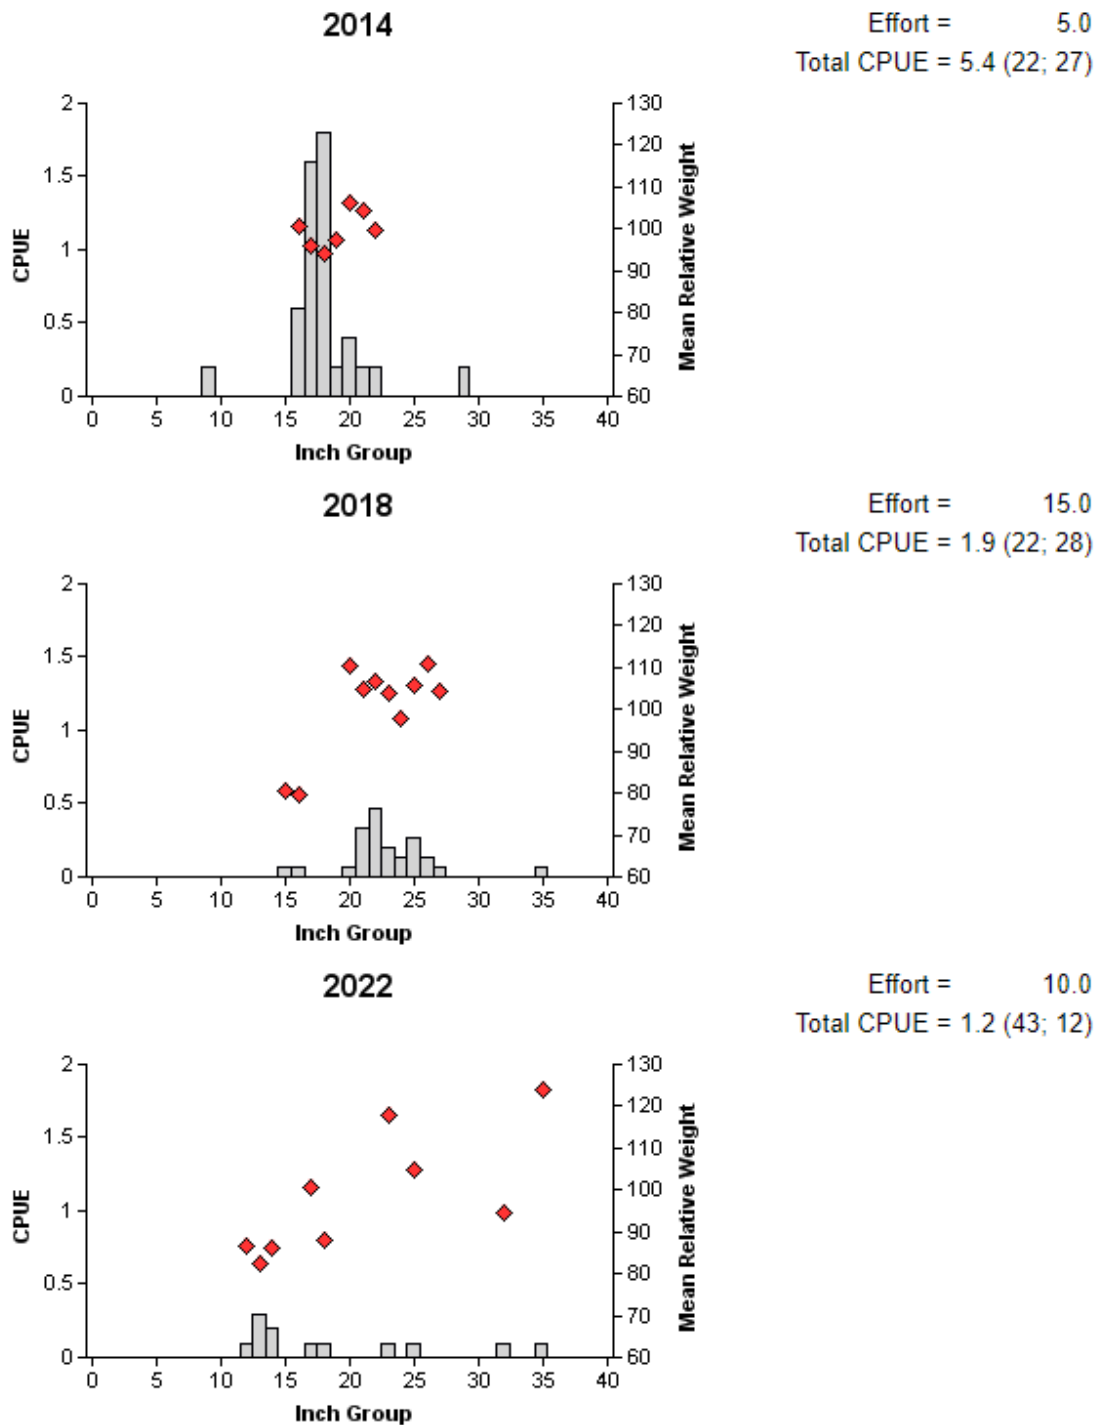 2014
Effort = 5.0
Total CPUE = 5.4 (22; 27)
2
1.5
1
0.5
0
CPUE
130
120
110
100
90
80
70
60
Mean Relative Weight
0 5 10 15 20 25 30 35 40
Inch Group
2018
Effort = 15.0
Total CPUE = 1.9 (22; 28)
2
1.5
1
0.5
0
CPUE
130
120
110
100
90
80
70
60
Mean Relative Weight
0 5 10 15 20 25 30 35 40
Inch Group
2022
Effort = 10.0
Total CPUE = 1.2 (43; 12)
2
1.5
1
0.5
0
CPUE
130
120
110
100
90
80
70
60
Mean Relative Weight
0 5 10 15 20 25 30 35 40
Inch Group